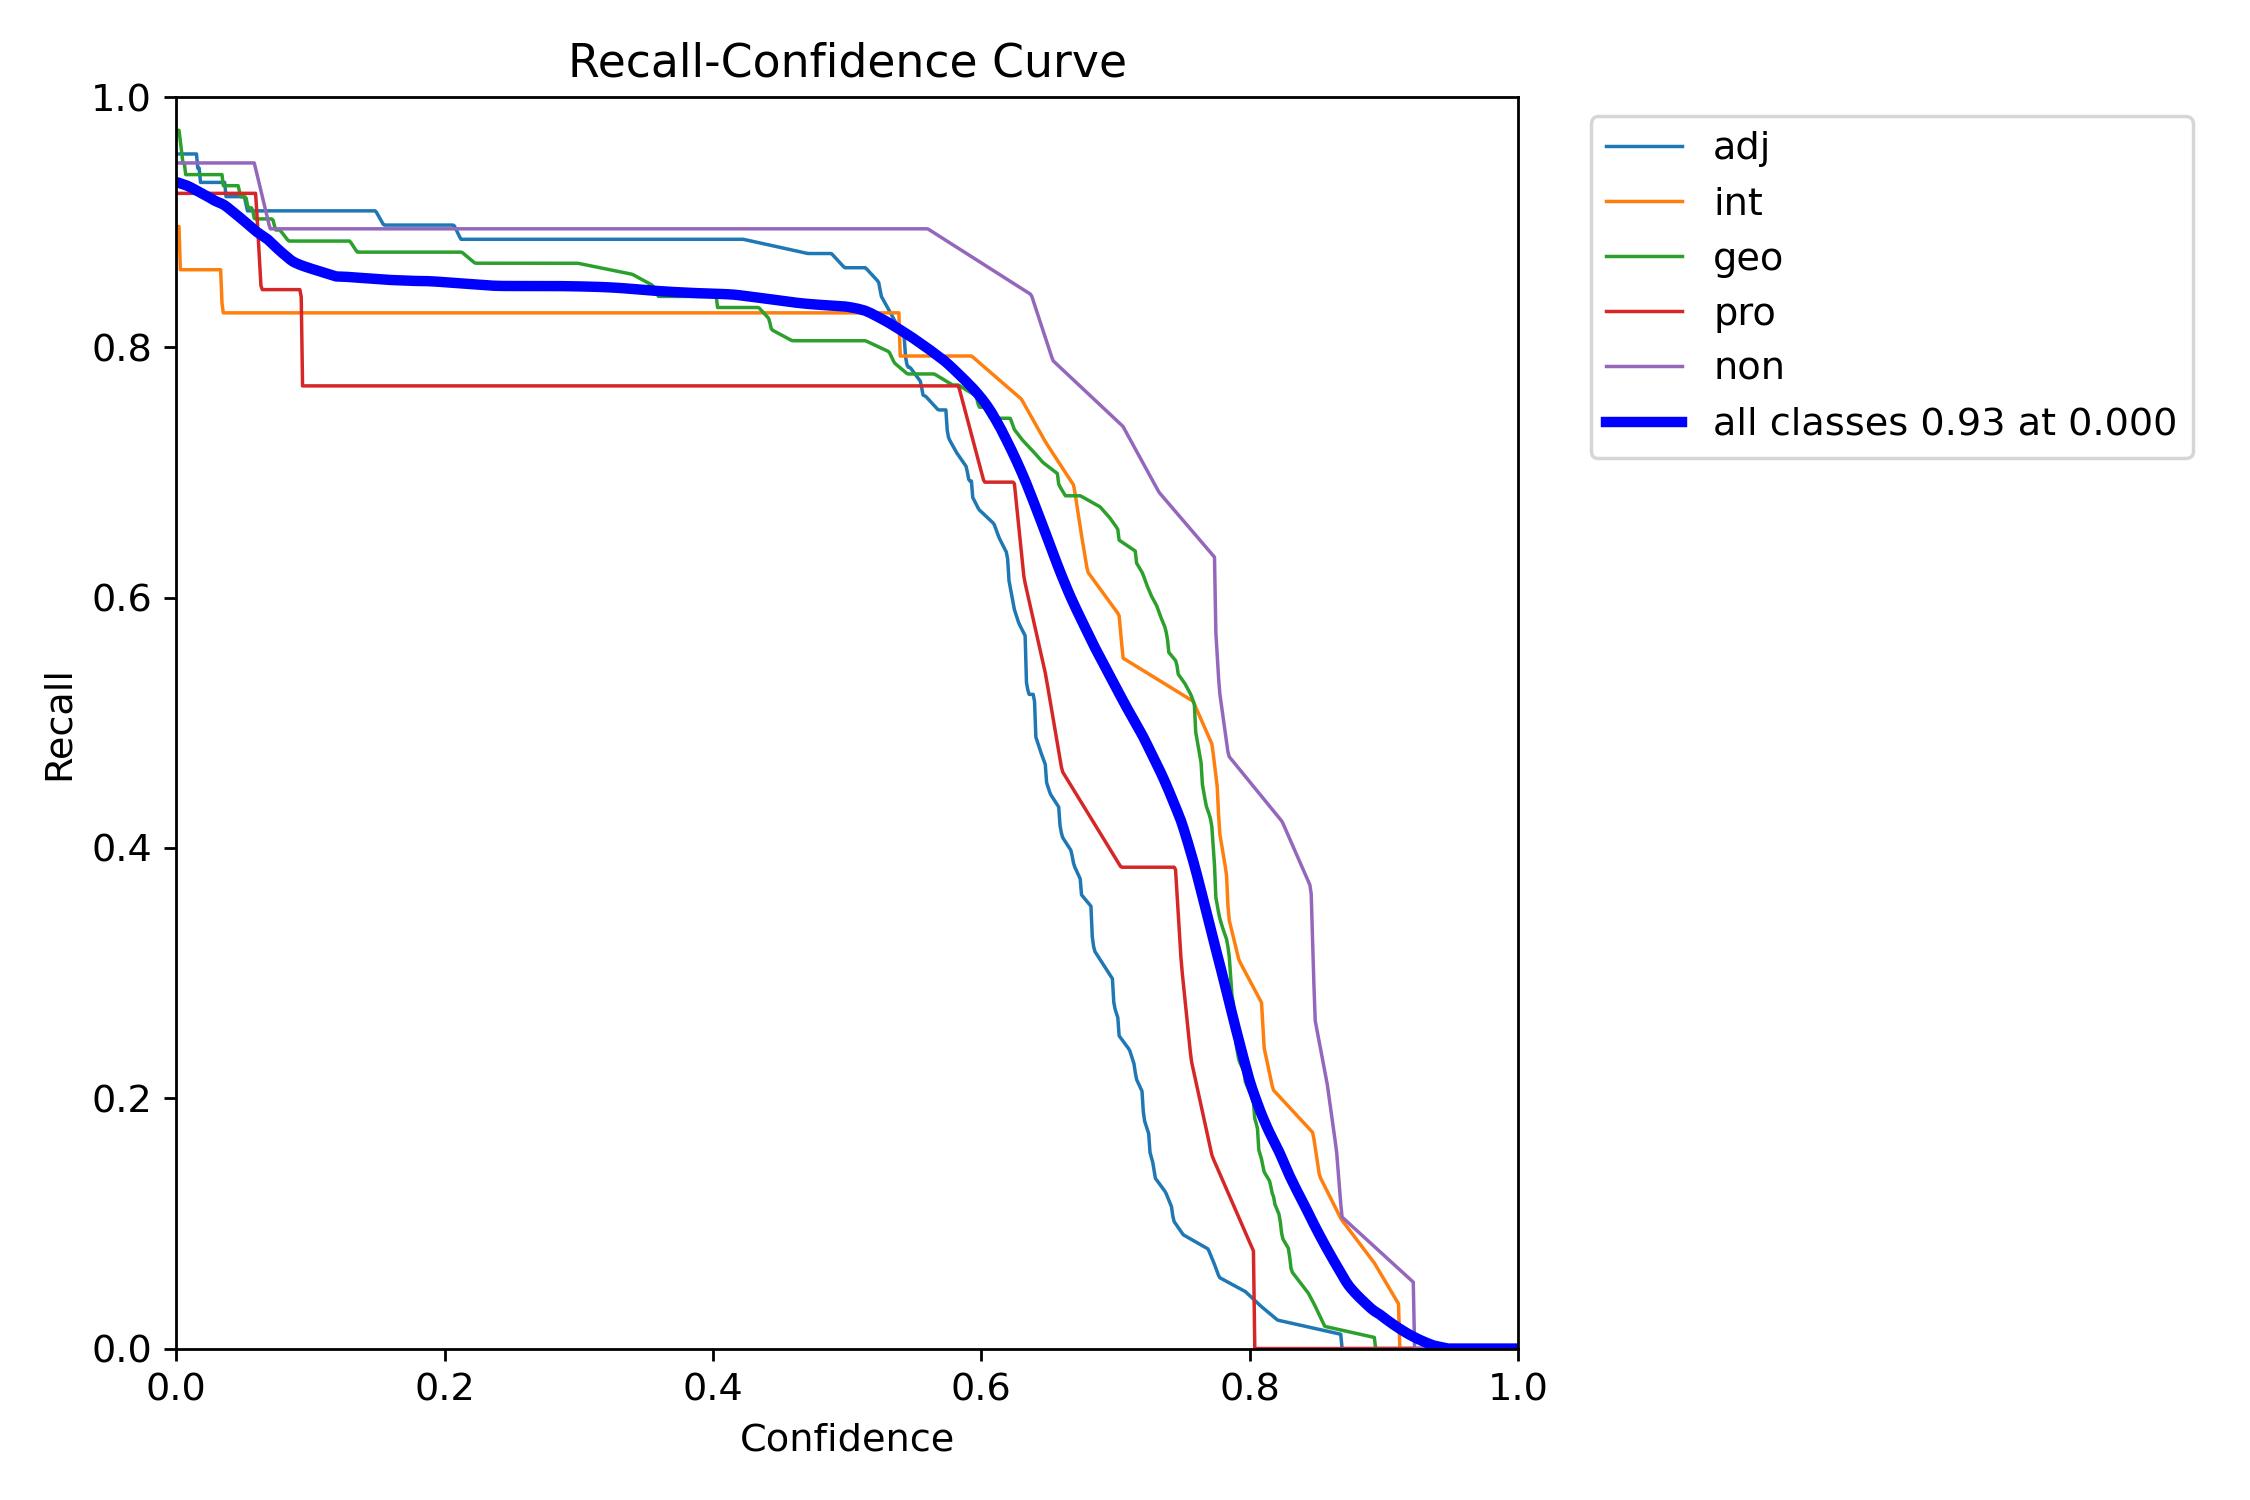 Recall-Confidence Curve
1.0
0.8
0.6
0.4
0.2
0.0
Recall
0.0 0.2 0.4 0.6 0.8 1.0
Confidence
adj
int
geo
pro
non
all classes 0.93 at 0.000